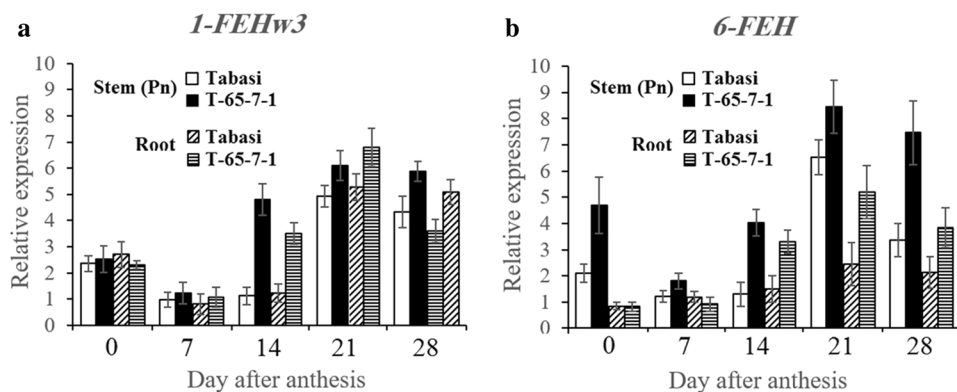 a
1-FEHw3
Relative expression
10
9
8
7
6
5
4
3
2
1
0
Stem (Pn)
Tabasi
T-65-7-1
Root
Tabasi
T-65-7-1
0 7 14 21 28
Day after anthesis
b
6-FEH
Relative expression
10
9
8
7
6
5
4
3
2
1
0
Stem (Pn)
Tabasi
T-65-7-1
Root
Tabasi
T-65-7-1
0 7 14 21 28
Day after anthesis